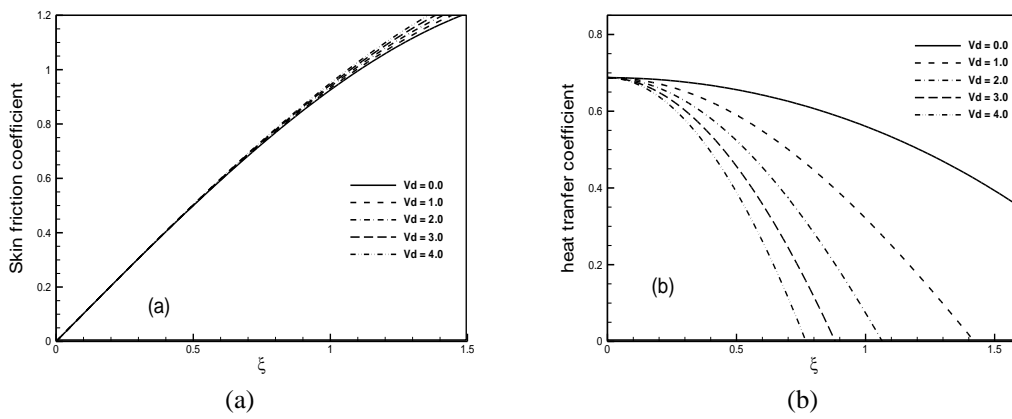 Skin friction coefficient
1.2
1
0.8
0.6
0.4
0.2
0
0
0.5
1
1.5
ξ
Vd = 0.0
Vd = 1.0
Vd = 2.0
Vd = 3.0
Vd = 4.0
(a)
(a)
heat tranfer coefficient
0.8
0.6
0.4
0.2
0
0
0.5
1
1.5
ξ
Vd = 0.0
Vd = 1.0
Vd = 2.0
Vd = 3.0
Vd = 4.0
(b)
(b)